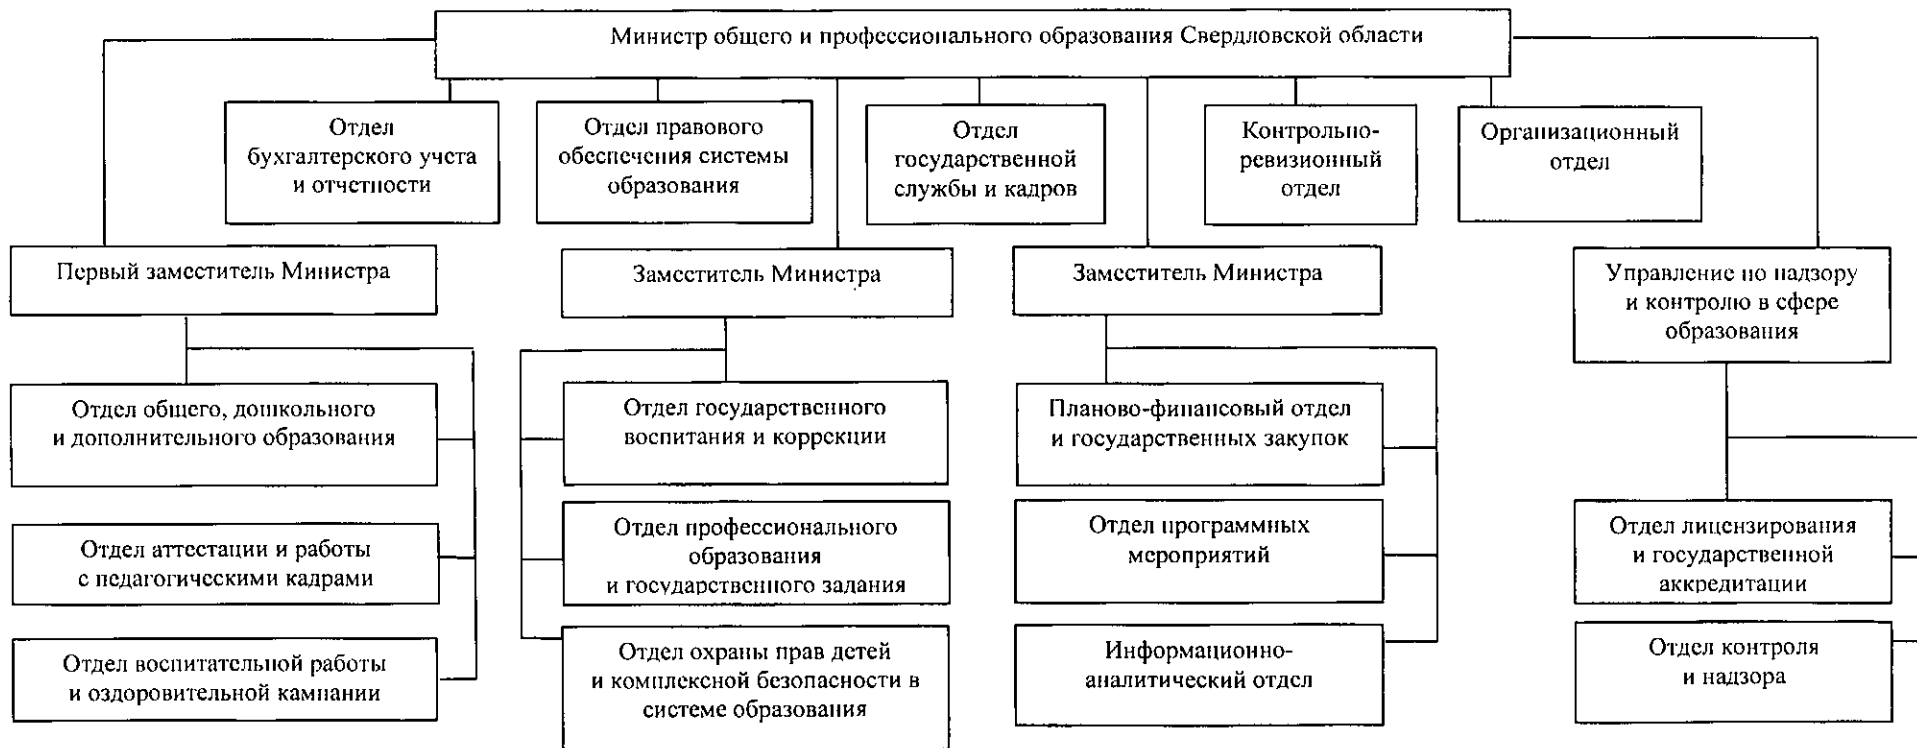 Министр общего и профессионального образования Свердловской области
Отдел
бухгалтерского учета
и отчетности
Отдел правового
обеспечения системы
образования
Отдел
государственной
службы и кадров
Контрольно-
ревизионный
отдел
Организационный
отдел
Первый заместитель Министра
Заместитель Министра
Заместитель Министра
Управление по надзору
и контролю в сфере
образования
Отдел общего, дошкольного
и дополнительного образования
Отдел государственного
воспитания и коррекции
Планово-финансовый отдел
и государственных закупок
Отдел аттестации и работы
с педагогическими кадрами
Отдел профессионального
образования
и государственного задания
Отдел программных
мероприятий
Отдел лицензирования
и государственной
аккредитации
Отдел воспитательной работы
и оздоровительной кампании
Отдел охраны прав детей
и комплексной безопасности в
системе образования
Информационно-
аналитический отдел
Отдел контроля
и надзора